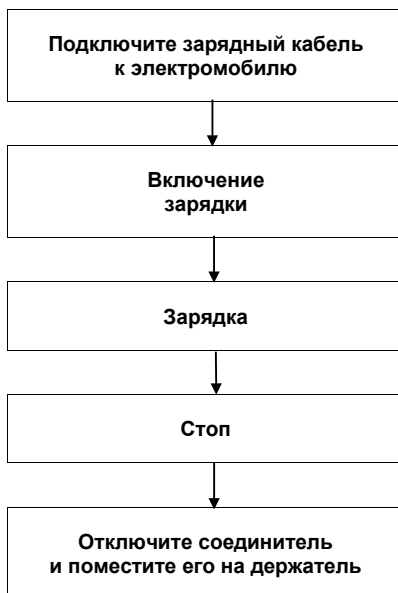 Подключите зарядный кабель
к электромобилю
Включение
зарядки
Зарядка
Стоп
Отключите соединитель
и поместите его на держатель